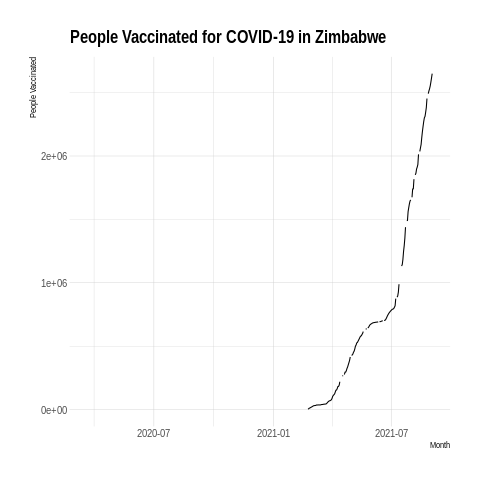 People Vaccinated for COVID-19 in Zimbabwe
People Vaccinated
2e+06
1e+06
0e+00
2020-07
2021-01
2021-07
Month